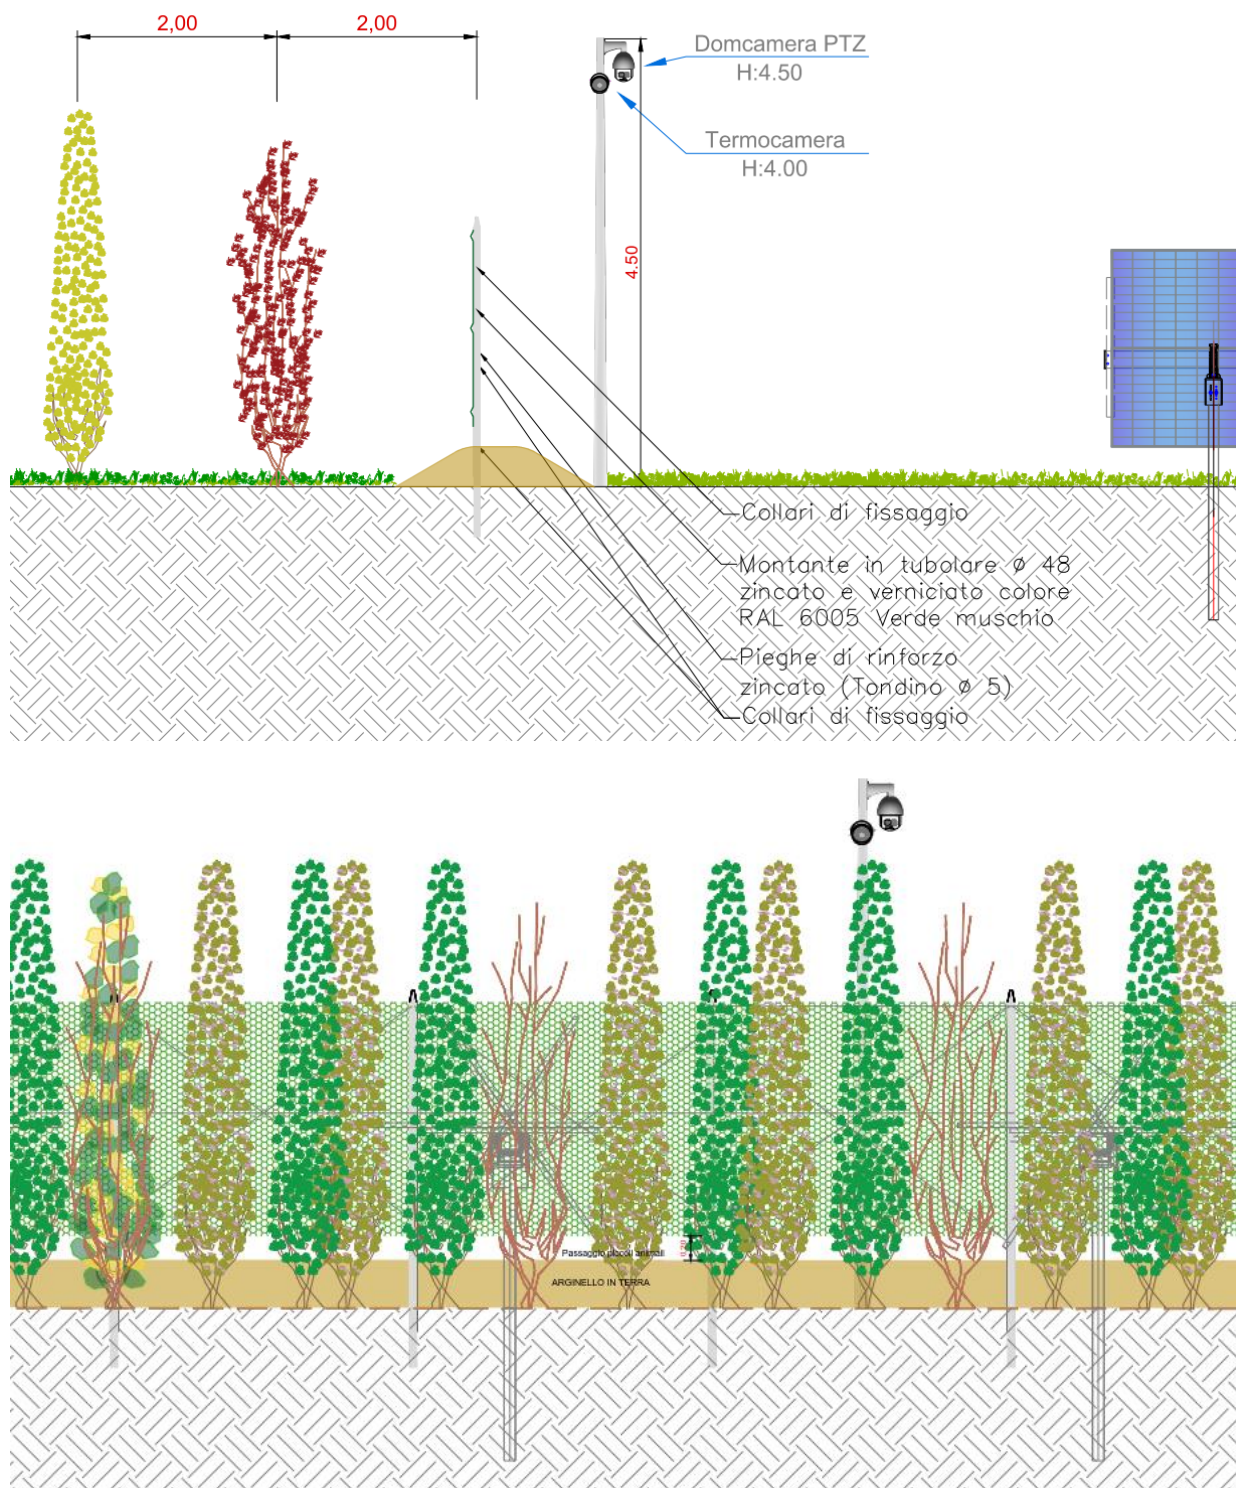 2,00
2,00
Domcamera PTZ
H:4.50
Termocamera
H:4.00
4.50
Collari di fissaggio
Montante in tubolare Ø 48
zincato e verniciato colore
RAL 6005 Verde muschio
Pieghe di rinforzo
zincato (Tondino Ø 5)
Collari di fissaggio
Passaggio piccoli animali
0,20
ARGINELLO IN TERRA